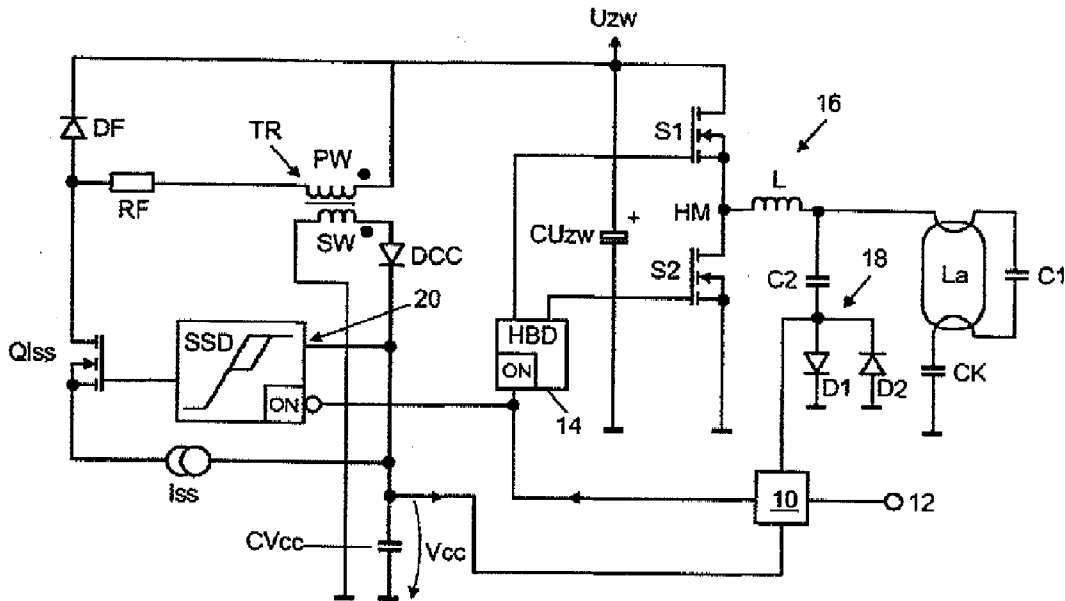 Uzw
DF
TR
PW
S1
16
RF
L
HM
SW
DCC
CUzw
+
S2
C2
18
La
C1
20
QIss
SSD
HBD
ON
ON
D1
D2
CK
14
Iss
10
12
CVcc
Vcc